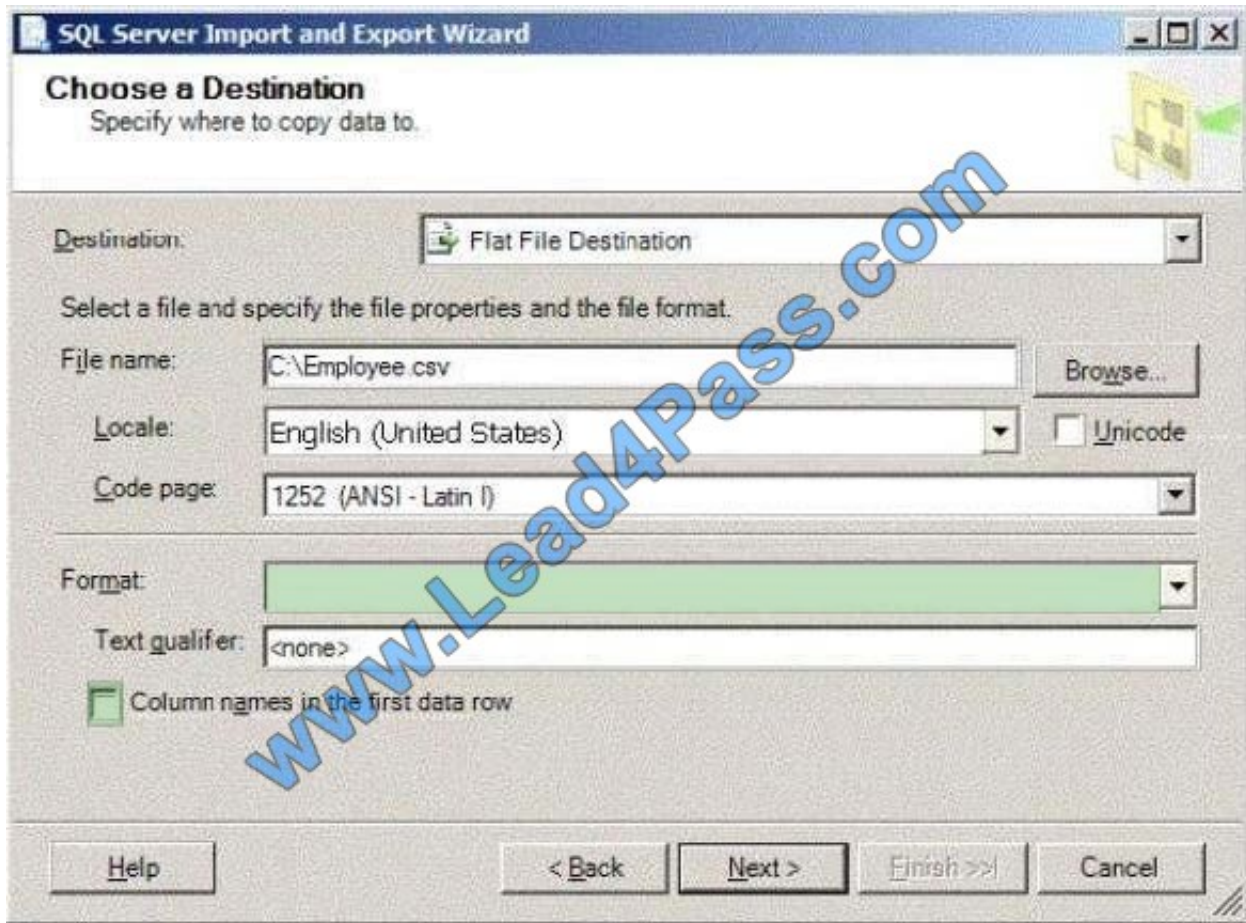 SQL Server Import and Export Wizard
Choose a Destination
Specify where to copy data to.
Destination:
Flat File Destination
Select a file and specify the file properties and the file format.
File name:
C:\Employee.csv
Browse...
Locale:
English (United States)
Unicode
Code page:
1252 (ANSI - Latin I)
Format:
Text qualifer:
<none>
Column names in the first data row
www.Lead4Pass.com
Help
< Back
Next >
Finish >>|
Cancel